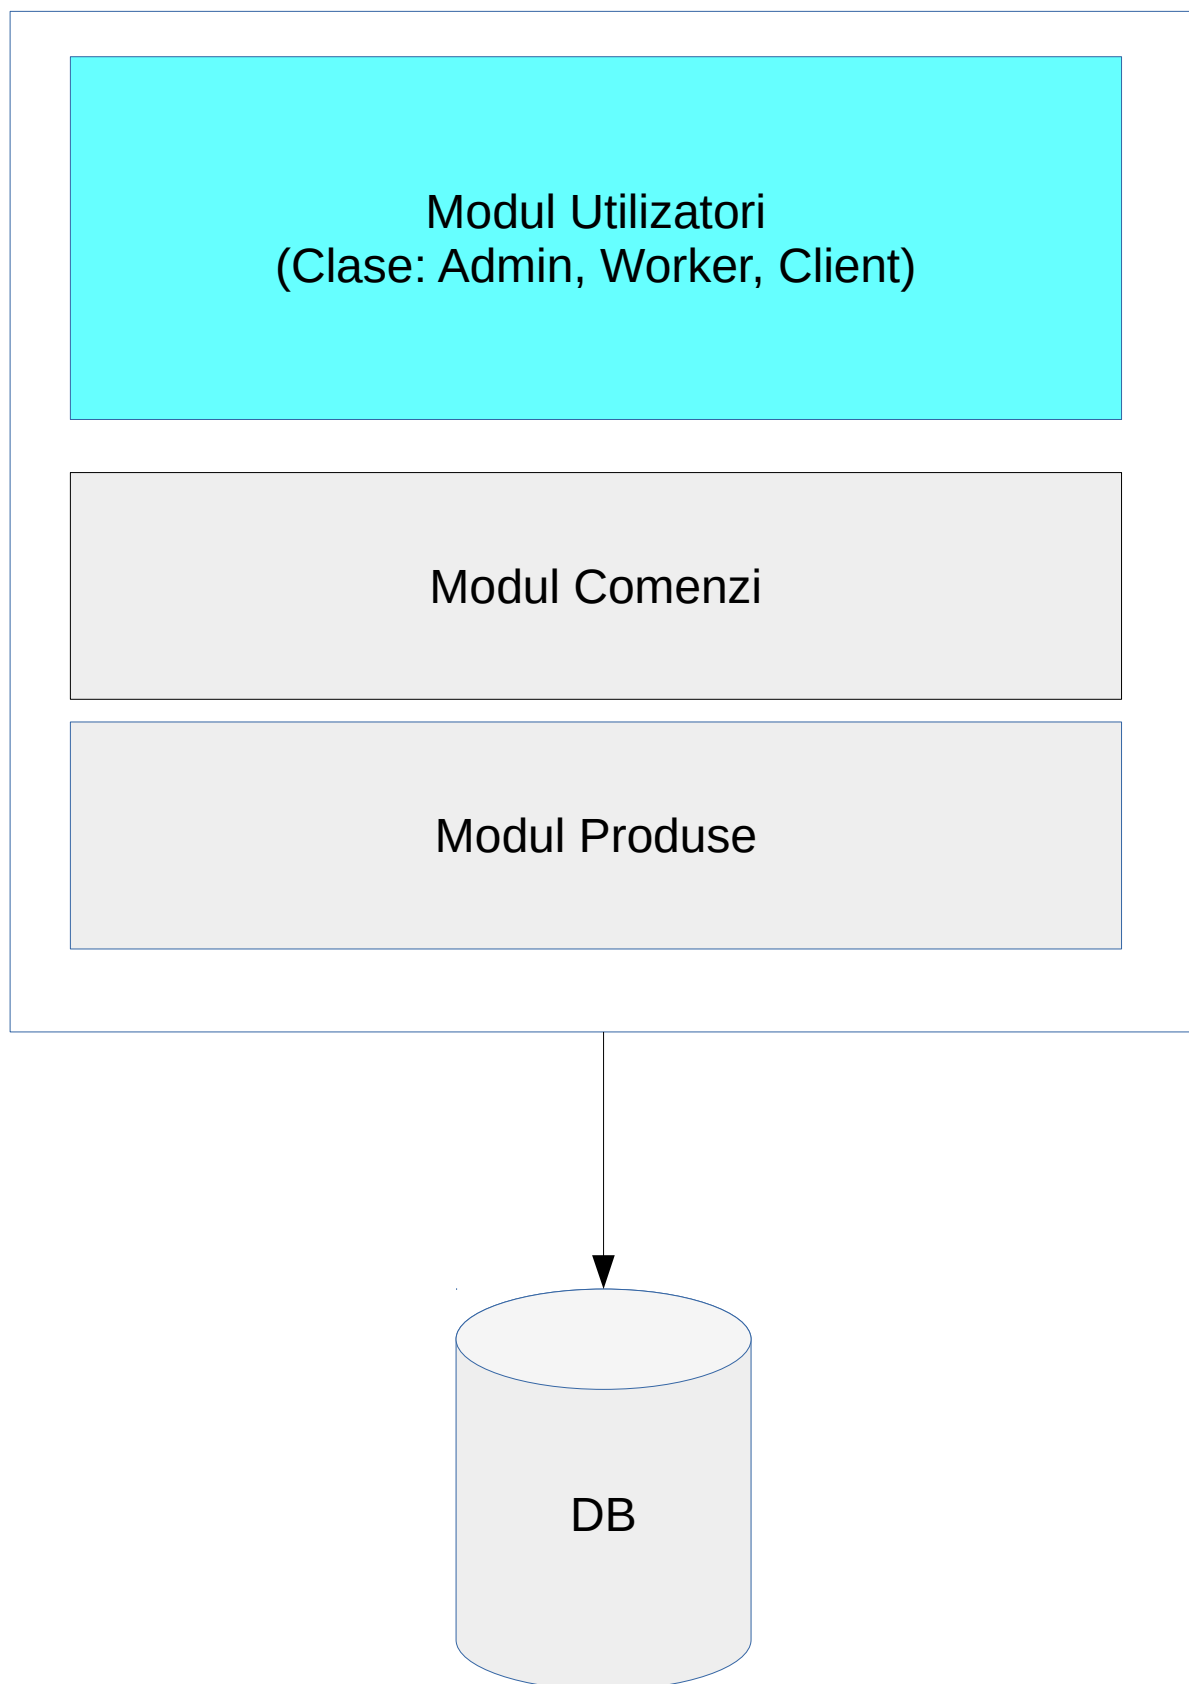 Modul Utilizatori
(Clase: Admin, Worker, Client)
Modul Comenzi
Modul Produse
DB